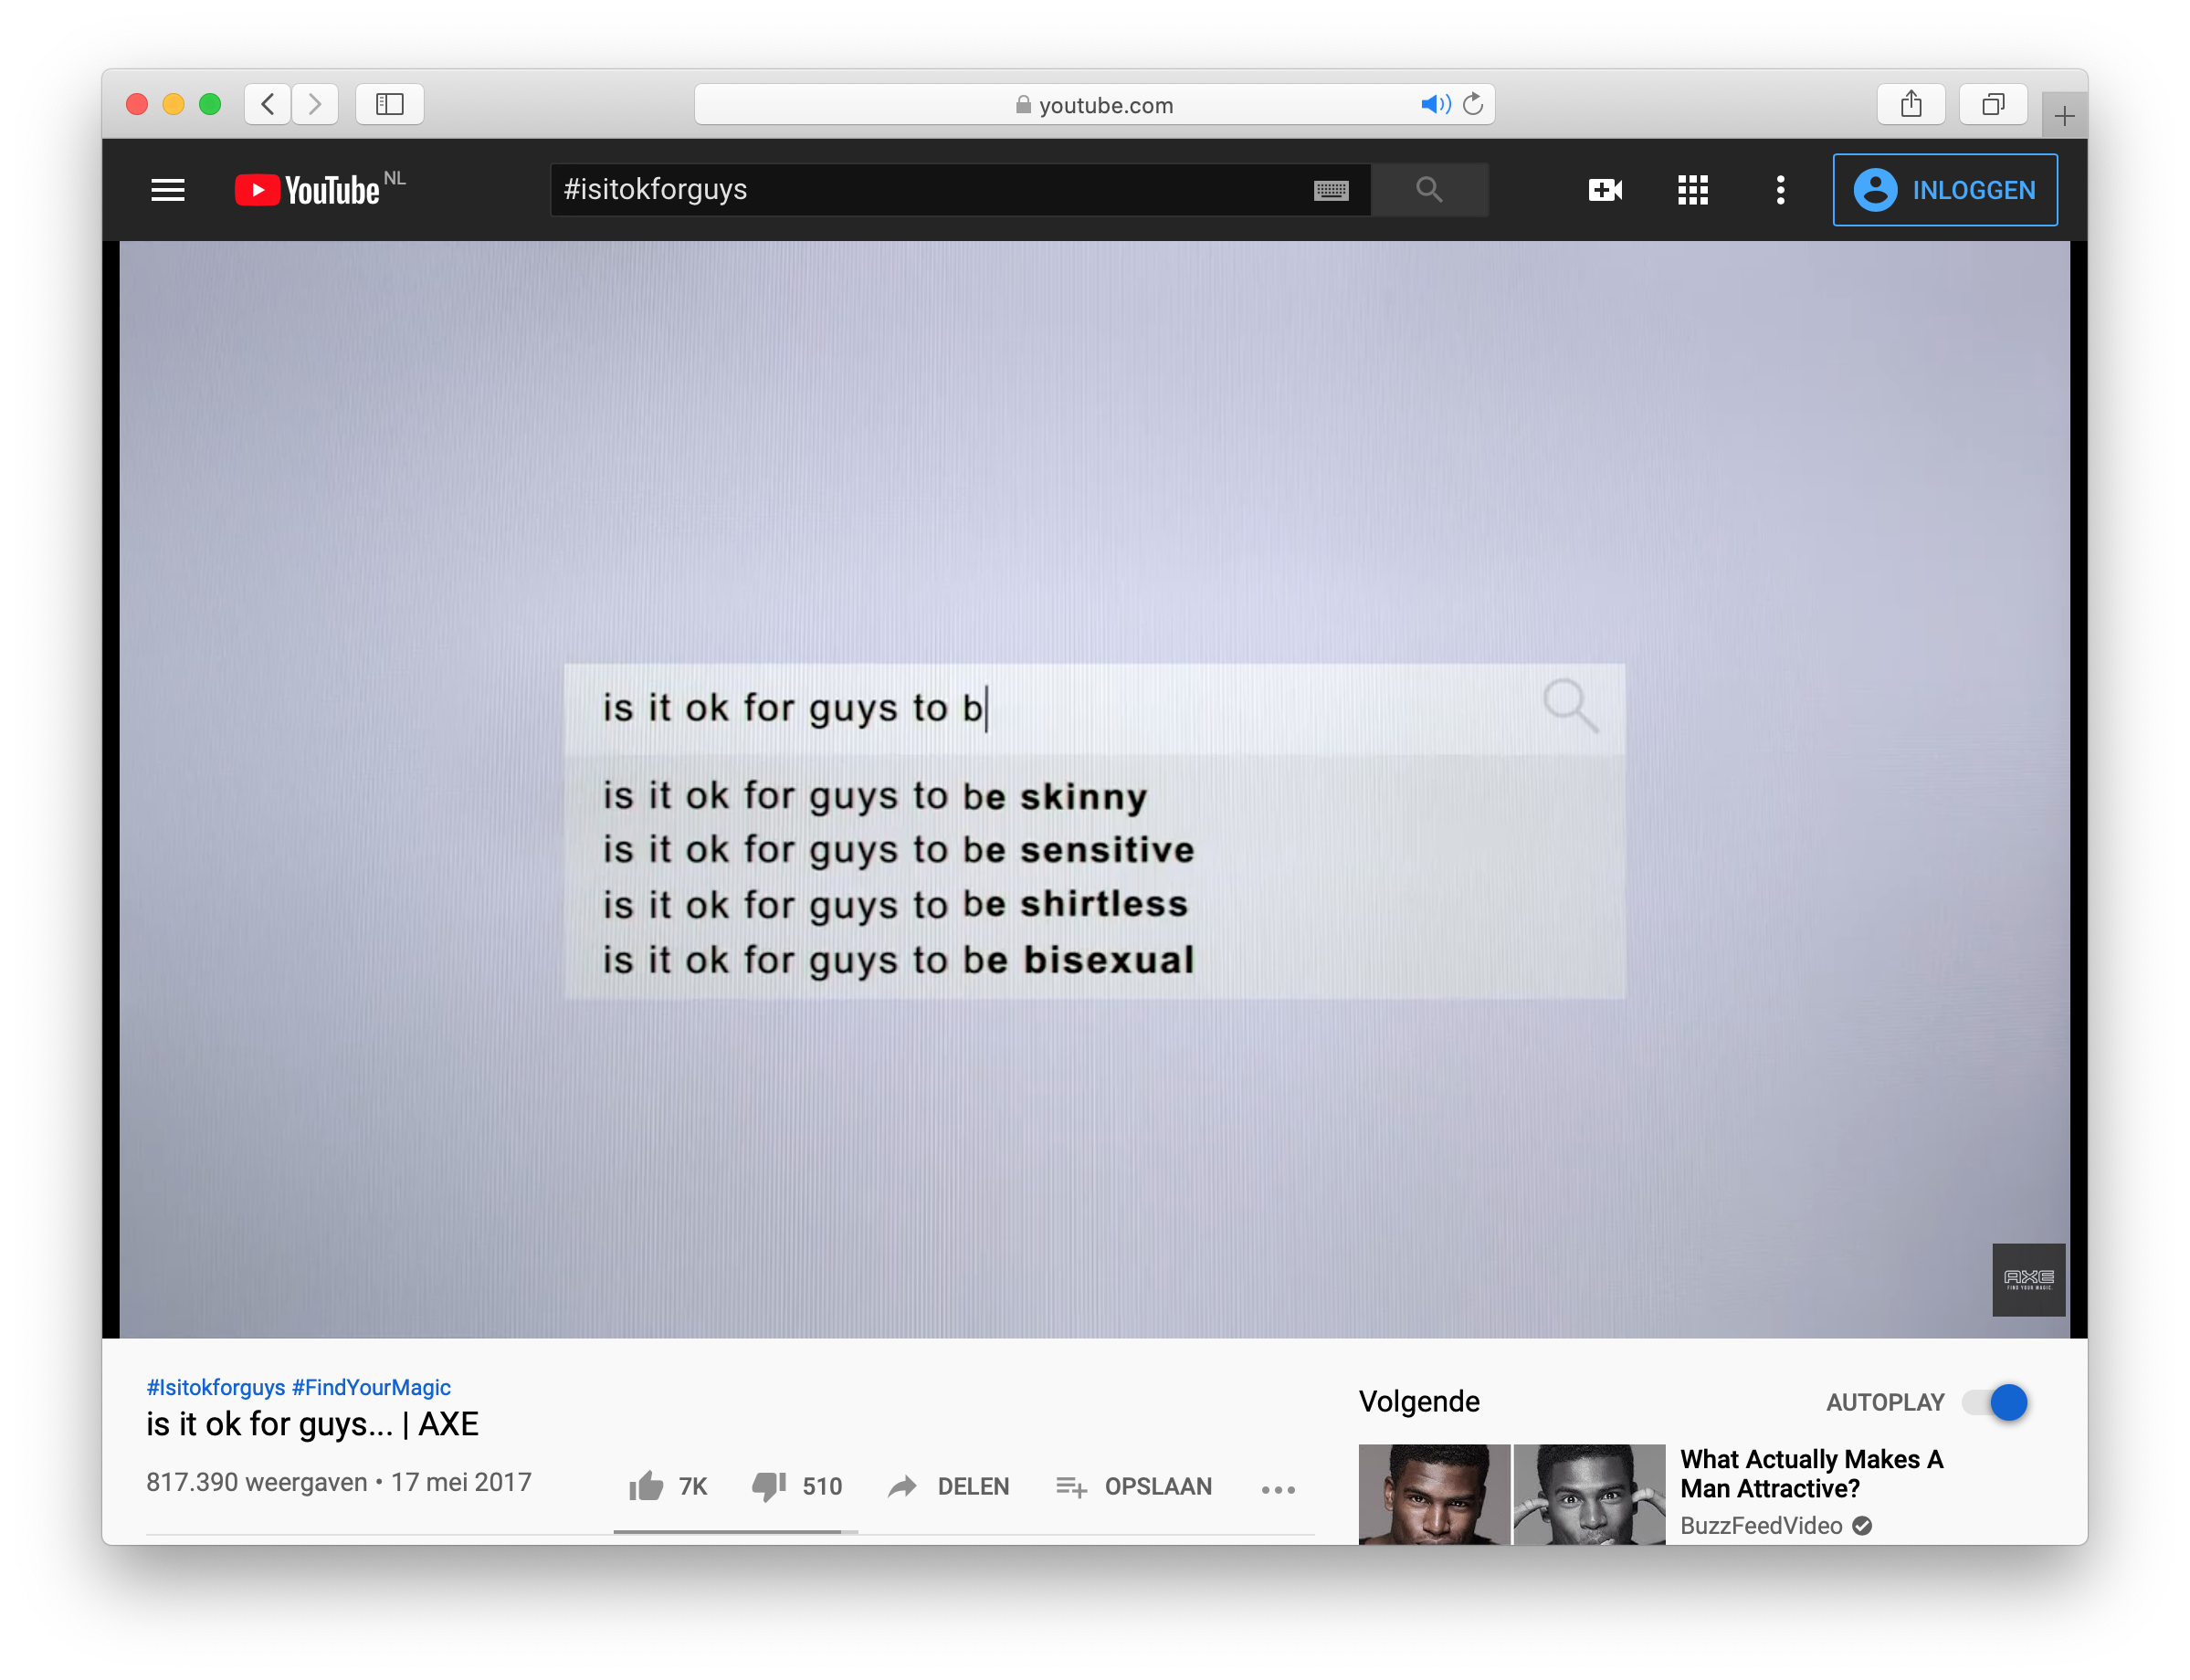 youtube.com
YouTube NL
#isitokforguys
INLOGGEN
is it ok for guys to b
is it ok for guys to be skinny
is it ok for guys to be sensitive
is it ok for guys to be shirtless
is it ok for guys to be bisexual
AXE
FIND YOUR MAGIC
#Isitokforguys #FindYourMagic
is it ok for guys... | AXE
817.390 weergaven • 17 mei 2017
7K
510
DELEN
OPSLAAN
Volgende
AUTOPLAY
What Actually Makes A
Man Attractive?
BuzzFeedVideo